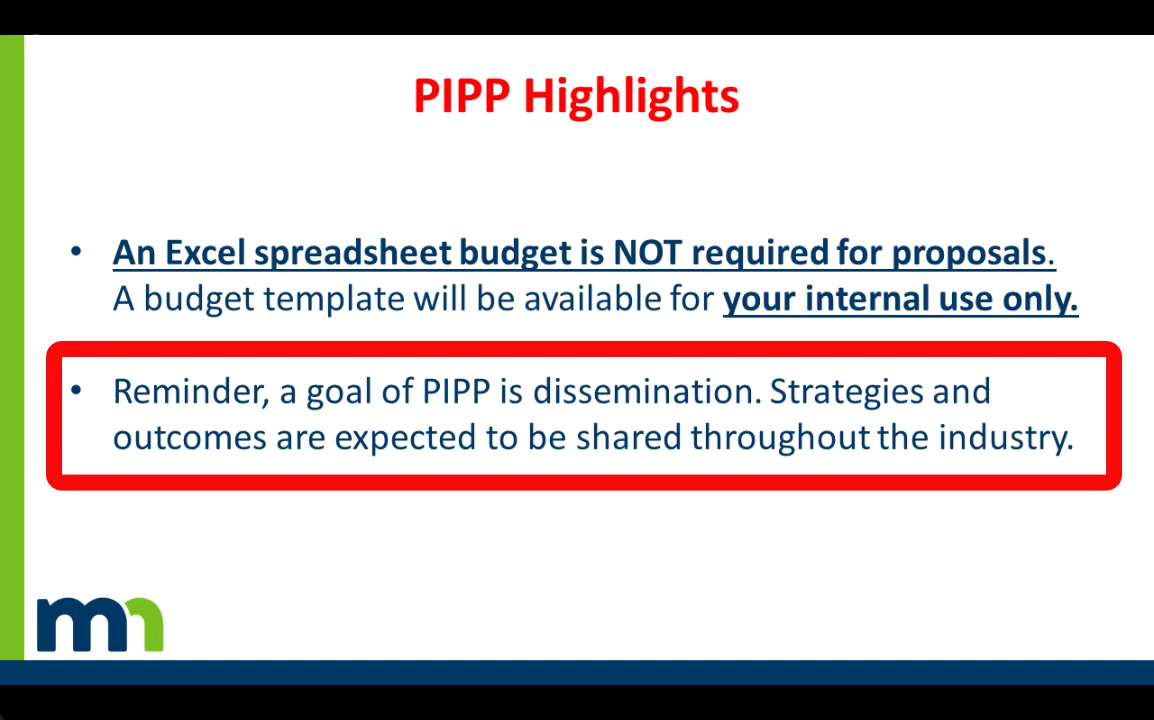 PIPP Highlights
• An Excel spreadsheet budget is NOT required for proposals.
A budget template will be available for your internal use only.
• Reminder, a goal of PIPP is dissemination. Strategies and
outcomes are expected to be shared throughout the industry.
mn